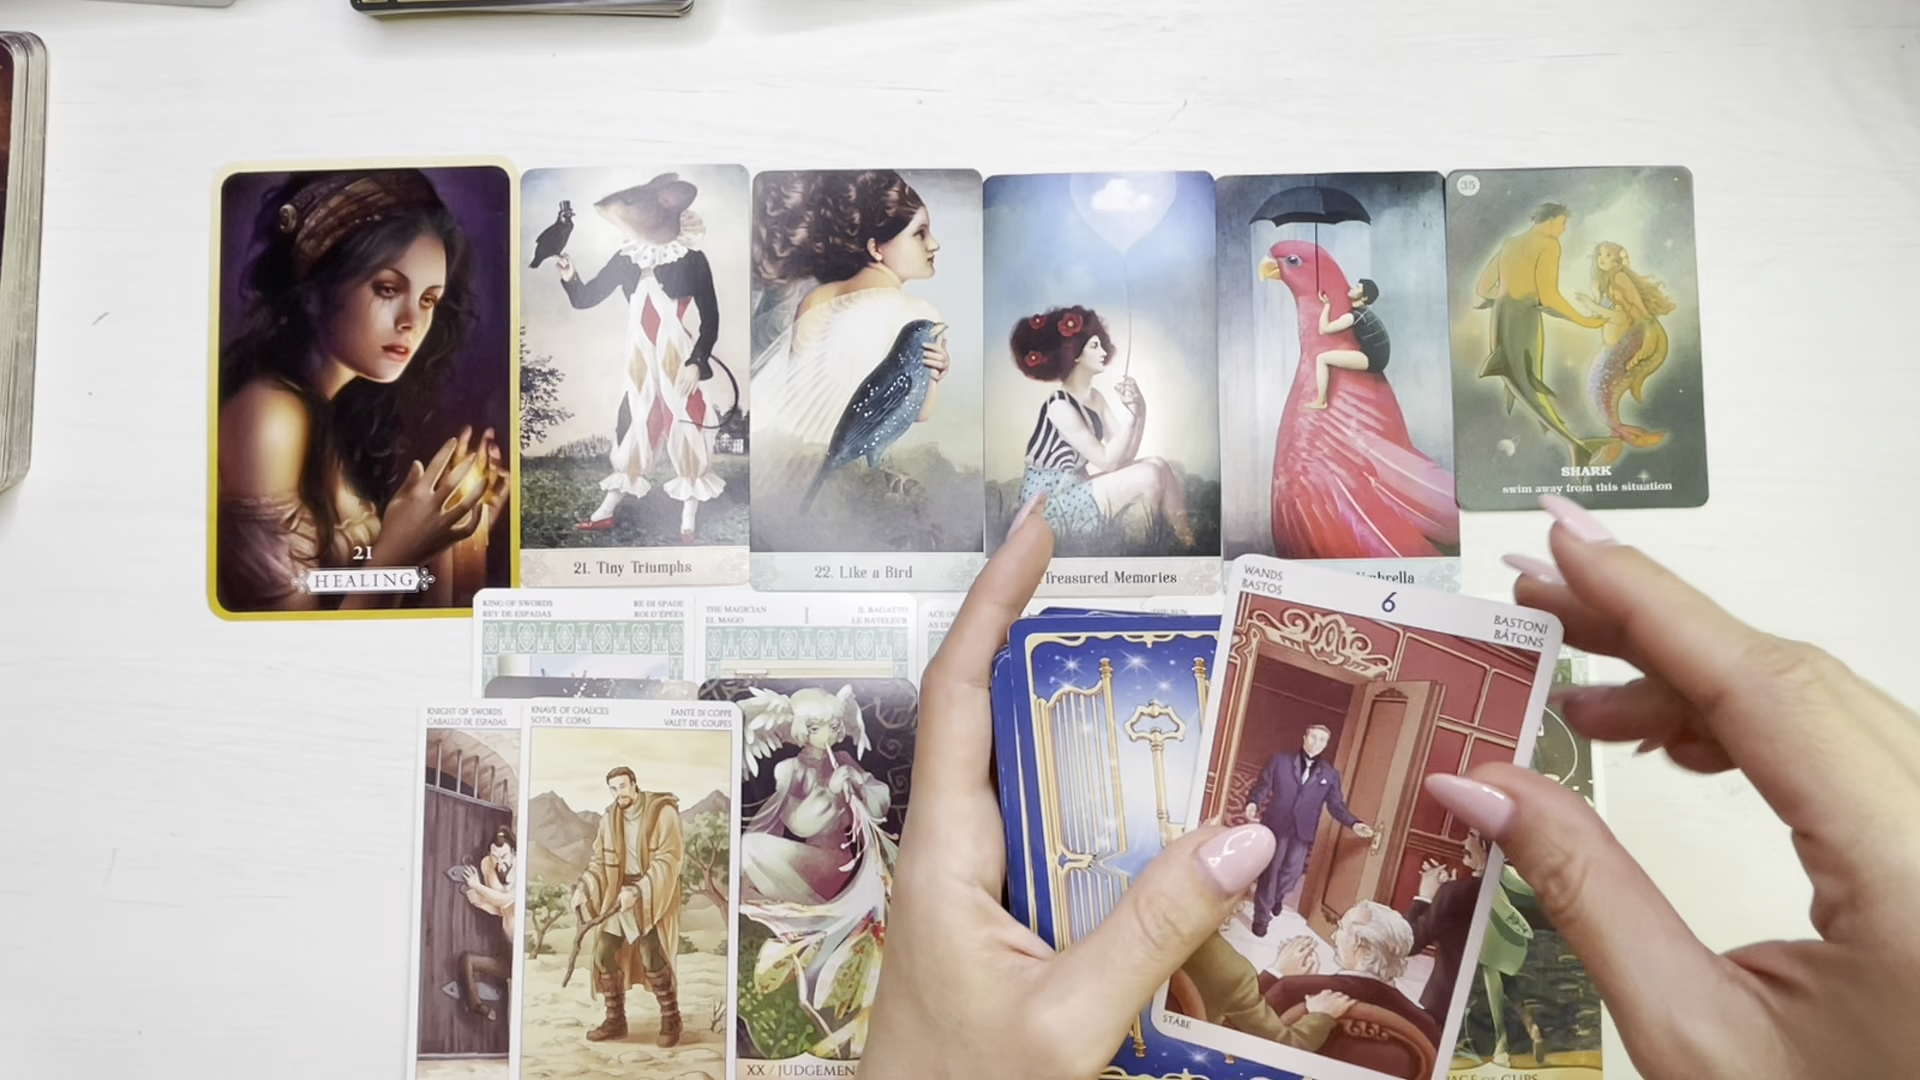 35
SHARK
swim away from this situation
21
HEALING
21. Tiny Triumphs
22. Like a Bird
Treasured Memories
KING OF SWORDS
REY DE ESPADAS
RE DI SPADE
ROI D'ÉPÉES
THE MAGICIAN
EL MAGO
I
IL BAGATTO
LE BATELEUR
WANDS
BASTOS
6
BASTONI
BÂTONS
STÄBE
KNIGHT OF SWORDS
CABALLO DE ESPADAS
KNAVE OF CHALICES
SOTA DE COPAS
FANTE DI COPPE
VALET DE COUPES
XX / JUDGEMEN